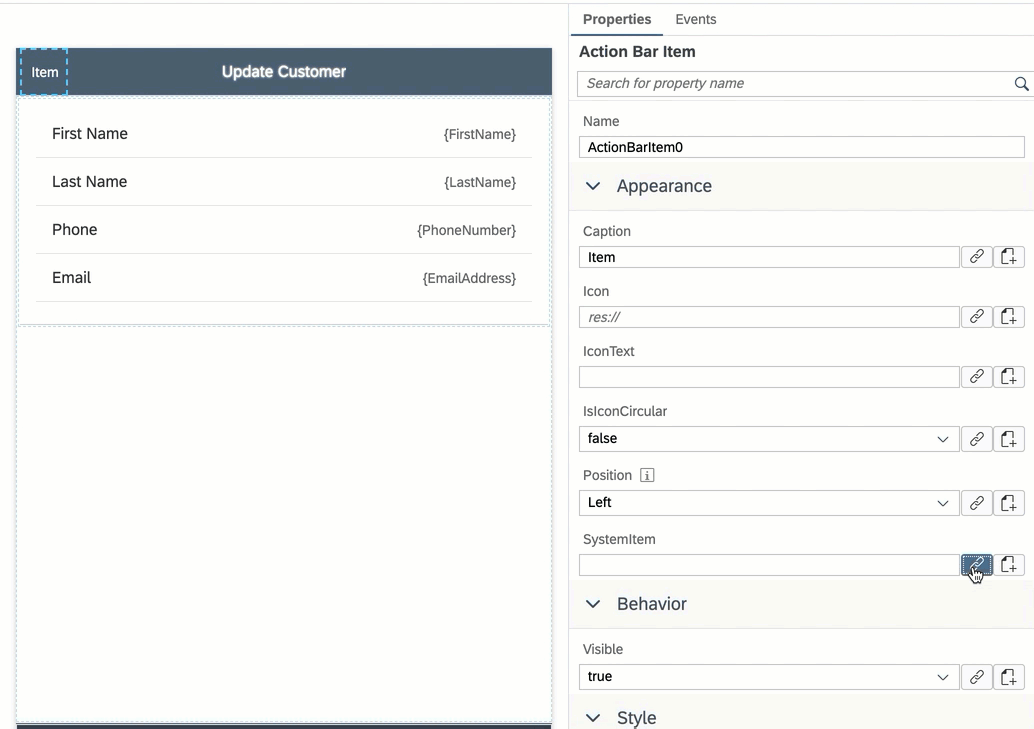 Item
Update Customer
First Name
{FirstName}
Last Name
{LastName}
Phone
{PhoneNumber}
Email
{EmailAddress}
Properties
Events
Action Bar Item
Search for property name
Name
ActionBarItem0
Appearance
Caption
Item
Icon
res://
IconText
IsIconCircular
false
Position
Left
SystemItem
Behavior
Visible
true
Style